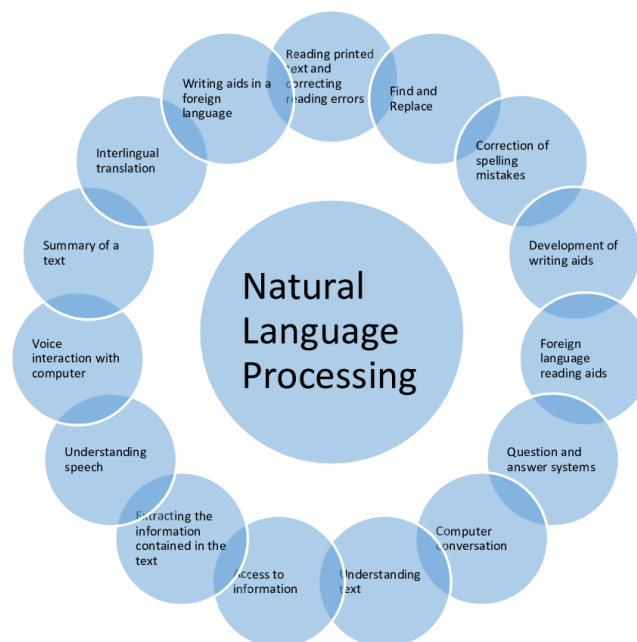 Reading printed
text and
correcting
reading errors
Find and
Replace
Correction of
spelling
mistakes
Development of
writing aids
Foreign
language
reading aids
Question and
answer systems
Computer
conversation
Understanding
text
Access to
information
Extracting the
information
contained in the
text
Understanding
speech
Voice
interaction with
computer
Summary of a
text
Interlingual
translation
Writing aids in a
foreign
language
Natural
Language
Processing